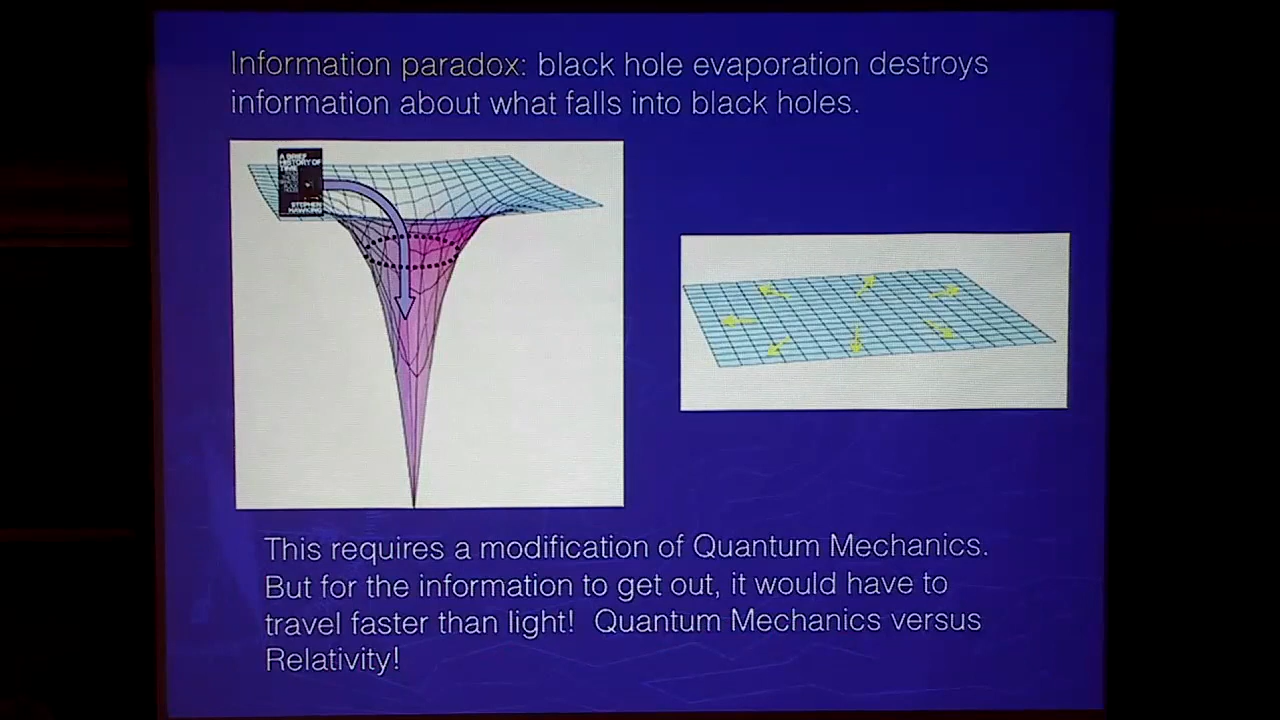 Information paradox: black hole evaporation destroys
information about what falls into black holes.
A BRIEF
HISTORY OF
TIME
STEPHEN
HAWKING
This requires a modification of Quantum Mechanics.
But for the information to get out, it would have to
travel faster than light! Quantum Mechanics versus
Relativity!